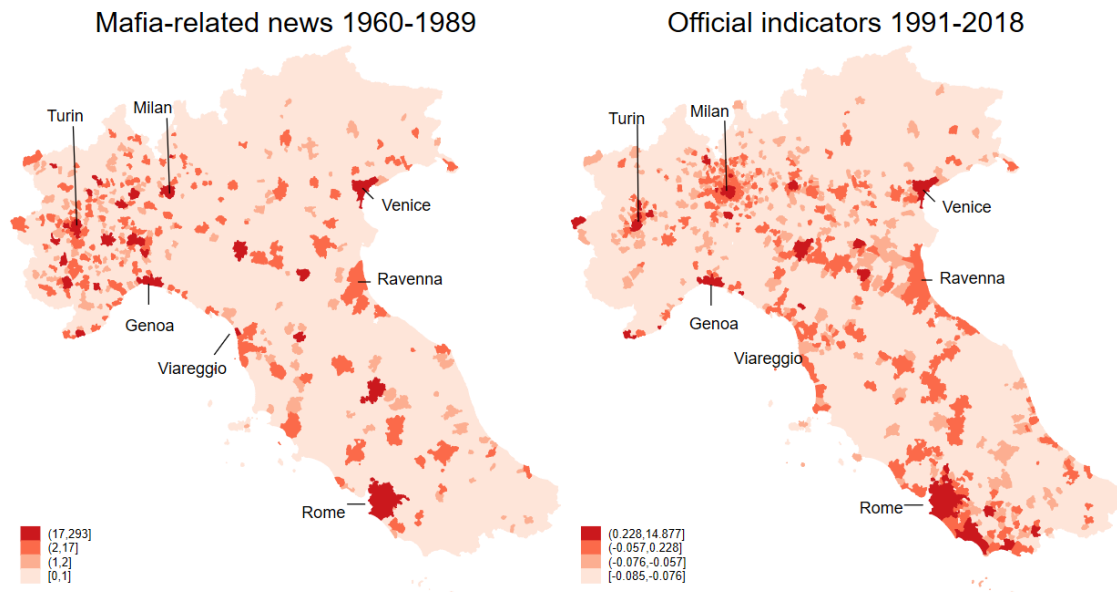 Mafia-related news 1960-1989
Turin
Milan
Venice
Ravenna
Genoa
Viareggio
Rome
(17,293]
(2,17]
(1,2]
[0,1]
Official indicators 1991-2018
Turin
Milan
Venice
Ravenna
Genoa
Viareggio
Rome
(0.228,14.877]
(-0.057,0.228]
(-0.076,-0.057]
[-0.085,-0.076]